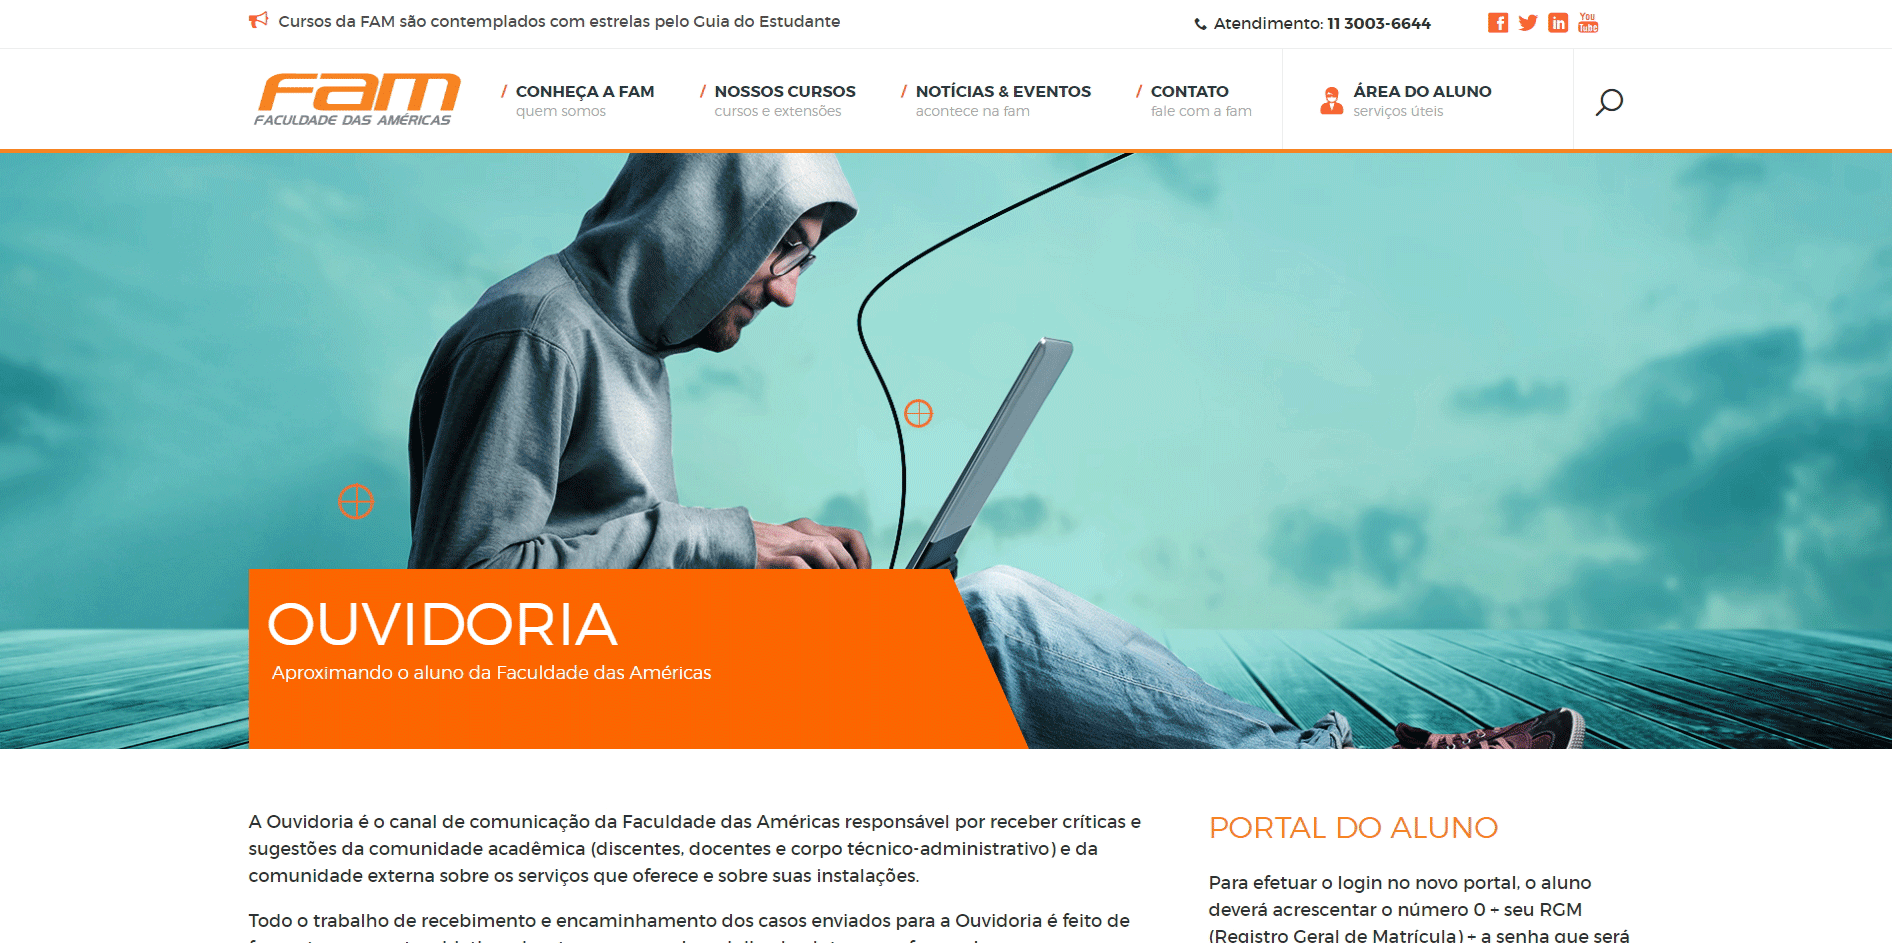 Cursos da FAM são contemplados com estrelas pelo Guia do Estudante
Atendimento: 11 3003-6644
You
Tube
Fam
FACULDADE DAS AMÉRICAS
/ CONHEÇA A FAM
quem somos
/ NOSSOS CURSOS
cursos e extensões
/ NOTÍCIAS & EVENTOS
acontece na fam
/ CONTATO
fale com a fam
ÁREA DO ALUNO
serviços úteis
OUVIDORIA
Aproximando o aluno da Faculdade das Américas
A Ouvidoria é o canal de comunicação da Faculdade das Américas responsável por receber críticas e
sugestões da comunidade acadêmica (discentes, docentes e corpo técnico-administrativo) e da
comunidade externa sobre os serviços que oferece e sobre suas instalações.
Todo o trabalho de recebimento e encaminhamento dos casos enviados para a Ouvidoria é feito de
PORTAL DO ALUNO
Para efetuar o login no novo portal, o aluno
deverá acrescentar o número 0 + seu RGM
(Registro Geral de Matrícula) + a senha que será